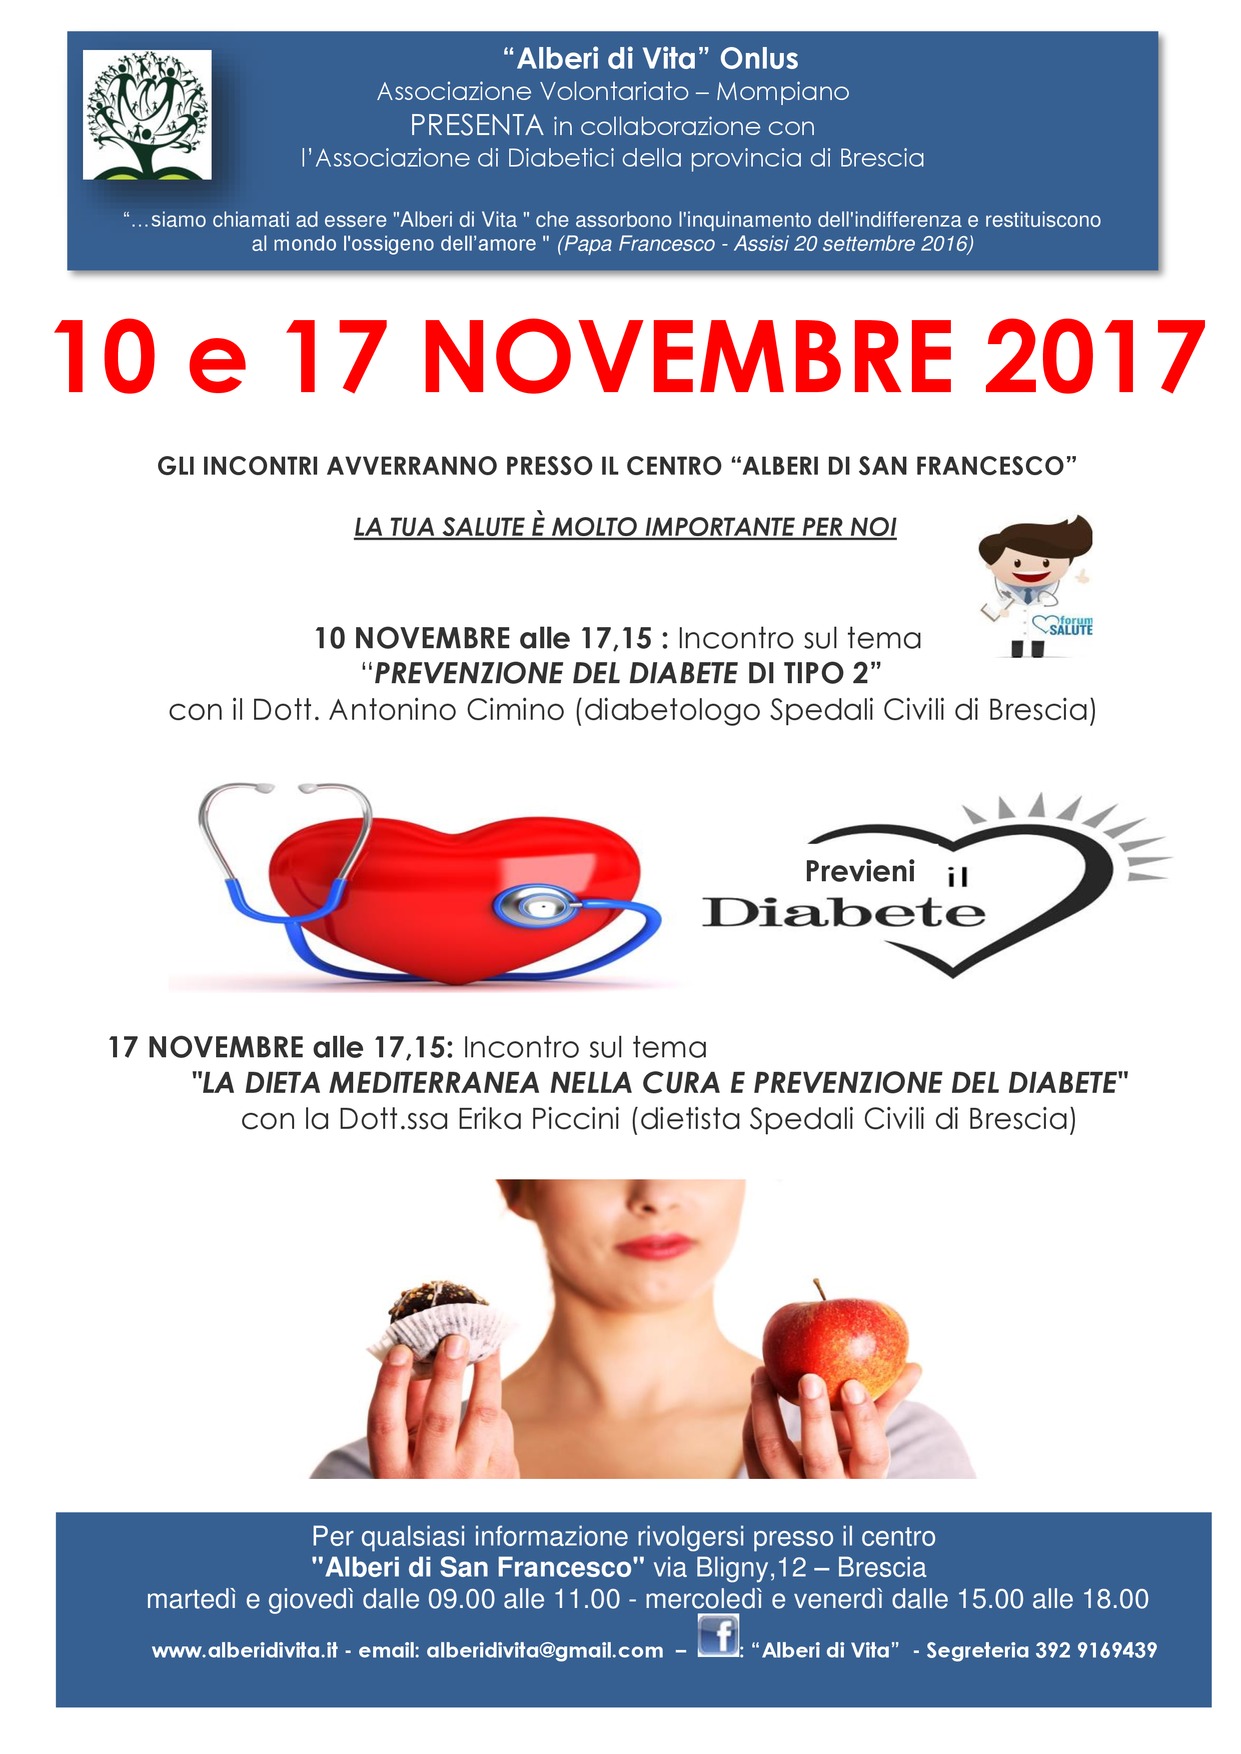 “Alberi di Vita” Onlus
Associazione Volontariato – Mompiano
PRESENTA in collaborazione con
l’Associazione di Diabetici della provincia di Brescia
“…siamo chiamati ad essere "Alberi di Vita " che assorbono l'inquinamento dell'indifferenza e restituiscono
al mondo l'ossigeno dell’amore " (Papa Francesco - Assisi 20 settembre 2016)
10 e 17 NOVEMBRE 2017
GLI INCONTRI AVVERRANNO PRESSO IL CENTRO “ALBERI DI SAN FRANCESCO”
LA TUA SALUTE È MOLTO IMPORTANTE PER NOI
forum
SALUTE
10 NOVEMBRE alle 17,15 : Incontro sul tema
“PREVENZIONE DEL DIABETE DI TIPO 2”
con il Dott. Antonino Cimino (diabetologo Spedali Civili di Brescia)
Previeni il
Diabete
17 NOVEMBRE alle 17,15: Incontro sul tema
"LA DIETA MEDITERRANEA NELLA CURA E PREVENZIONE DEL DIABETE"
con la Dott.ssa Erika Piccini (dietista Spedali Civili di Brescia)
Per qualsiasi informazione rivolgersi presso il centro
"Alberi di San Francesco" via Bligny,12 – Brescia
martedì e giovedì dalle 09.00 alle 11.00 - mercoledì e venerdì dalle 15.00 alle 18.00
www.alberidivita.it - email: alberidivita@gmail.com – f: “Alberi di Vita” - Segreteria 392 9169439